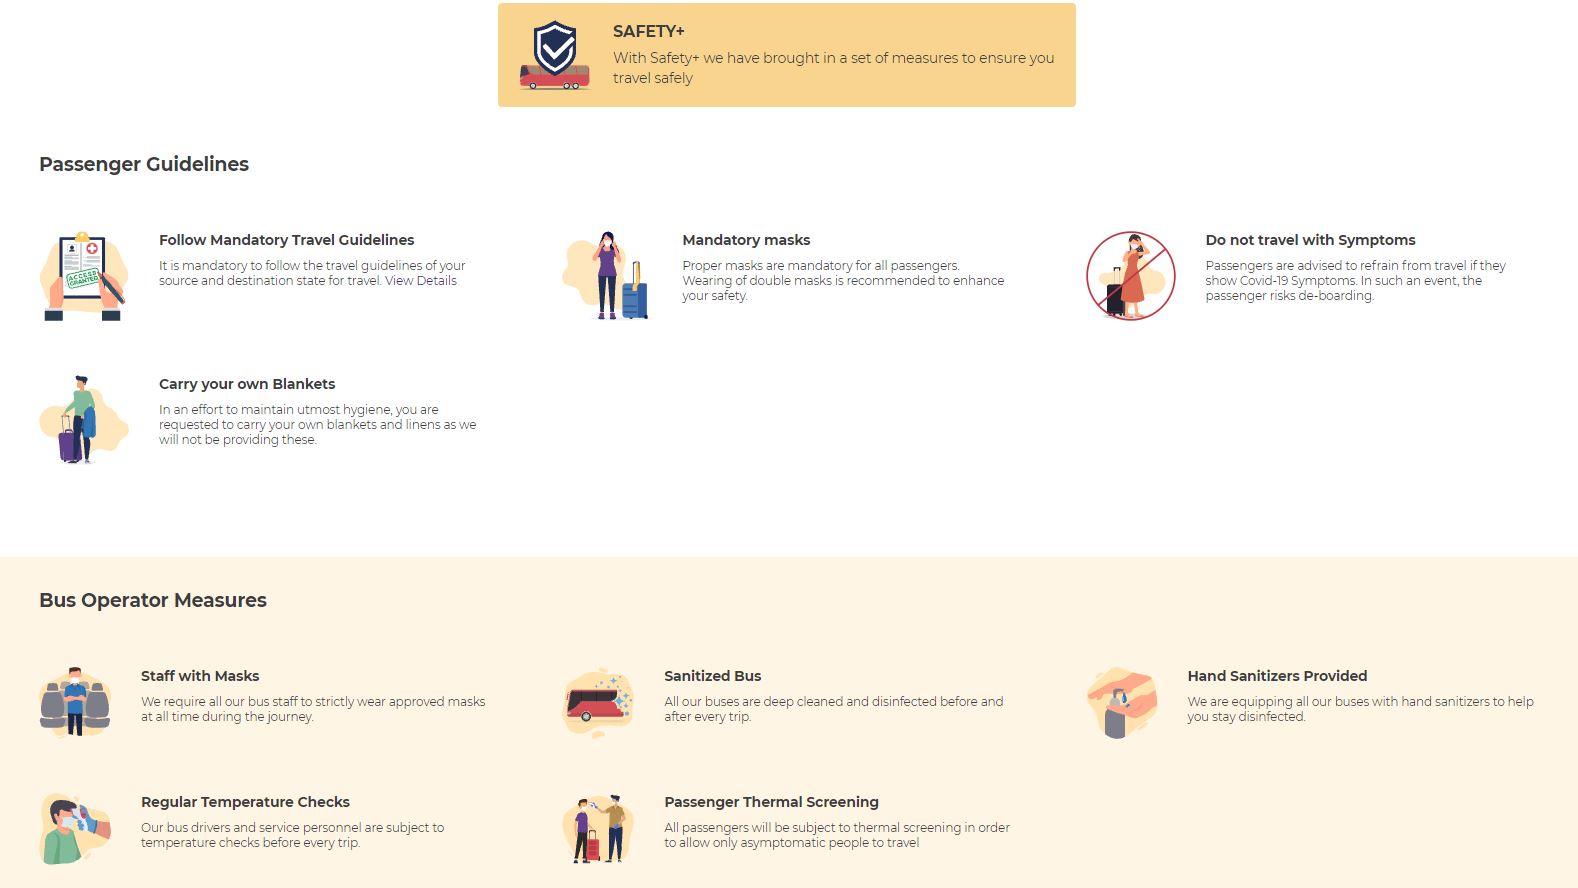 SAFETY+
With Safety+ we have brought in a set of measures to ensure you
travel safely
Passenger Guidelines
Follow Mandatory Travel Guidelines
It is mandatory to follow the travel guidelines of your
source and destination state for travel. View Details
ACCESS
GRANTED
Mandatory masks
Proper masks are mandatory for all passengers.
Wearing of double masks is recommended to enhance
your safety.
Do not travel with Symptoms
Passengers are advised to refrain from travel if they
show Covid-19 Symptoms. In such an event, the
passenger risks de-boarding.
Carry your own Blankets
In an effort to maintain utmost hygiene, you are
requested to carry your own blankets and linens as we
will not be providing these.
Bus Operator Measures
Staff with Masks
We require all our bus staff to strictly wear approved masks
at all time during the journey.
Sanitized Bus
All our buses are deep cleaned and disinfected before and
after every trip.
Hand Sanitizers Provided
We are equipping all our buses with hand sanitizers to help
you stay disinfected.
Regular Temperature Checks
Our bus drivers and service personnel are subject to
temperature checks before every trip.
Passenger Thermal Screening
All passengers will be subject to thermal screening in order
to allow only asymptomatic people to travel